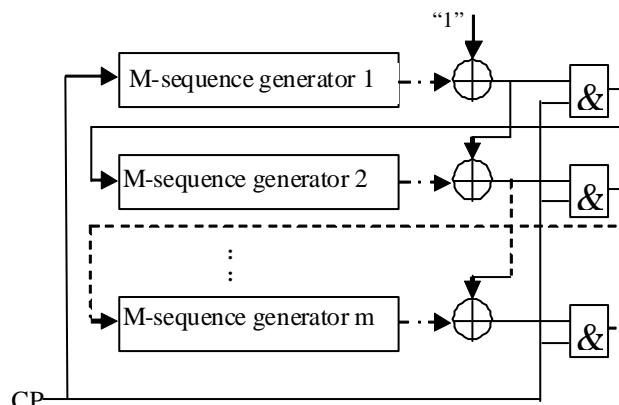 “1”
M-sequence generator 1
&
M-sequence generator 2
&
⋮
M-sequence generator m
&
CP